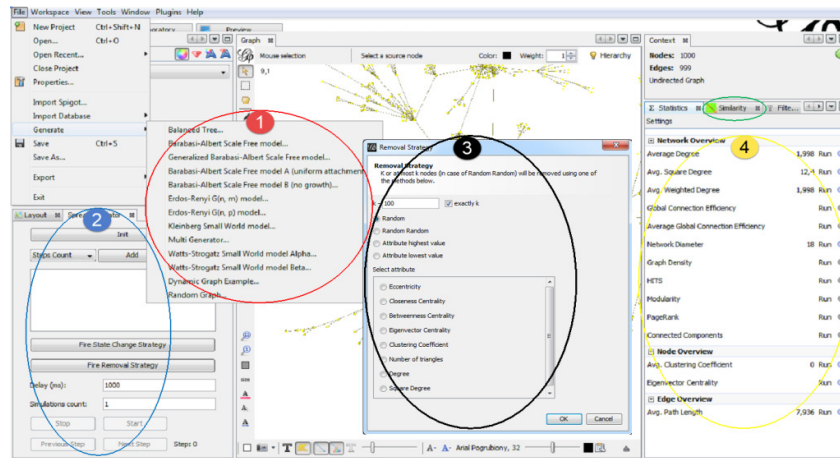 File Workspace View Tools Window Plugins Help
New Project Ctrl+Shift+N
Open... Ctrl+O
Open Recent...
Close Project
Properties...
Import Spigot...
Import Database
Generate
Save Ctrl+S
Save As...
Export
Exit
Balanced Tree...
Barabasi-Albert Scale Free model...
Generalized Barabasi-Albert Scale Free model...
Barabasi-Albert Scale Free model A (uniform attachment
Barabasi-Albert Scale Free model B (no growth)...
Erdos-Renyi G(n, m) model...
Erdos-Renyi G(n, p) model...
Kleinberg Small World model...
Multi Generator...
Watts-Strogatz Small World model Alpha...
Watts-Strogatz Small World model Beta...
Dynamic Graph Example...
Random Graph...
1
Layout
2
Init
Steps Count Add
Fire State Change Strategy
Fire Removal Strategy
Delay (ms): 1000
Simulations count: 1
Stop Start
Previous Step Next Step Step: 0
Preview
Graph
Mouse selection Select a source node Color: Weight: 1 Hierarchy
9,1
Removal Strategy
3
Removal Strategy
K or at most k nodes (in case of Random Random) will be removed using one of
the methods below.
k = 100 exactly k
Random
Random Random
Attribute highest value
Attribute lowest value
Select attribute
Eccentricity
Closeness Centrality
Betweenness Centrality
Eigenvector Centrality
Clustering Coefficient
Number of triangles
Degree
Square Degree
OK Cancel
T A- A- Arial Pogrubiony, 32
Context
Nodes: 1000
Edges: 999
Undirected Graph
Statistics Similarity Filte...
Settings
4
Network Overview
Average Degree 1,998 Run
Avg. Square Degree 12,4 Run
Avg. Weighted Degree 1,998 Run
Global Connection Efficiency Run
Average Global Connection Efficiency Run
Network Diameter 18 Run
Graph Density Run
HITS Run
Modularity Run
PageRank Run
Connected Components Run
Node Overview
Avg. Clustering Coefficient 0 Run
Eigenvector Centrality Run
Edge Overview
Avg. Path Length 7,936 Run